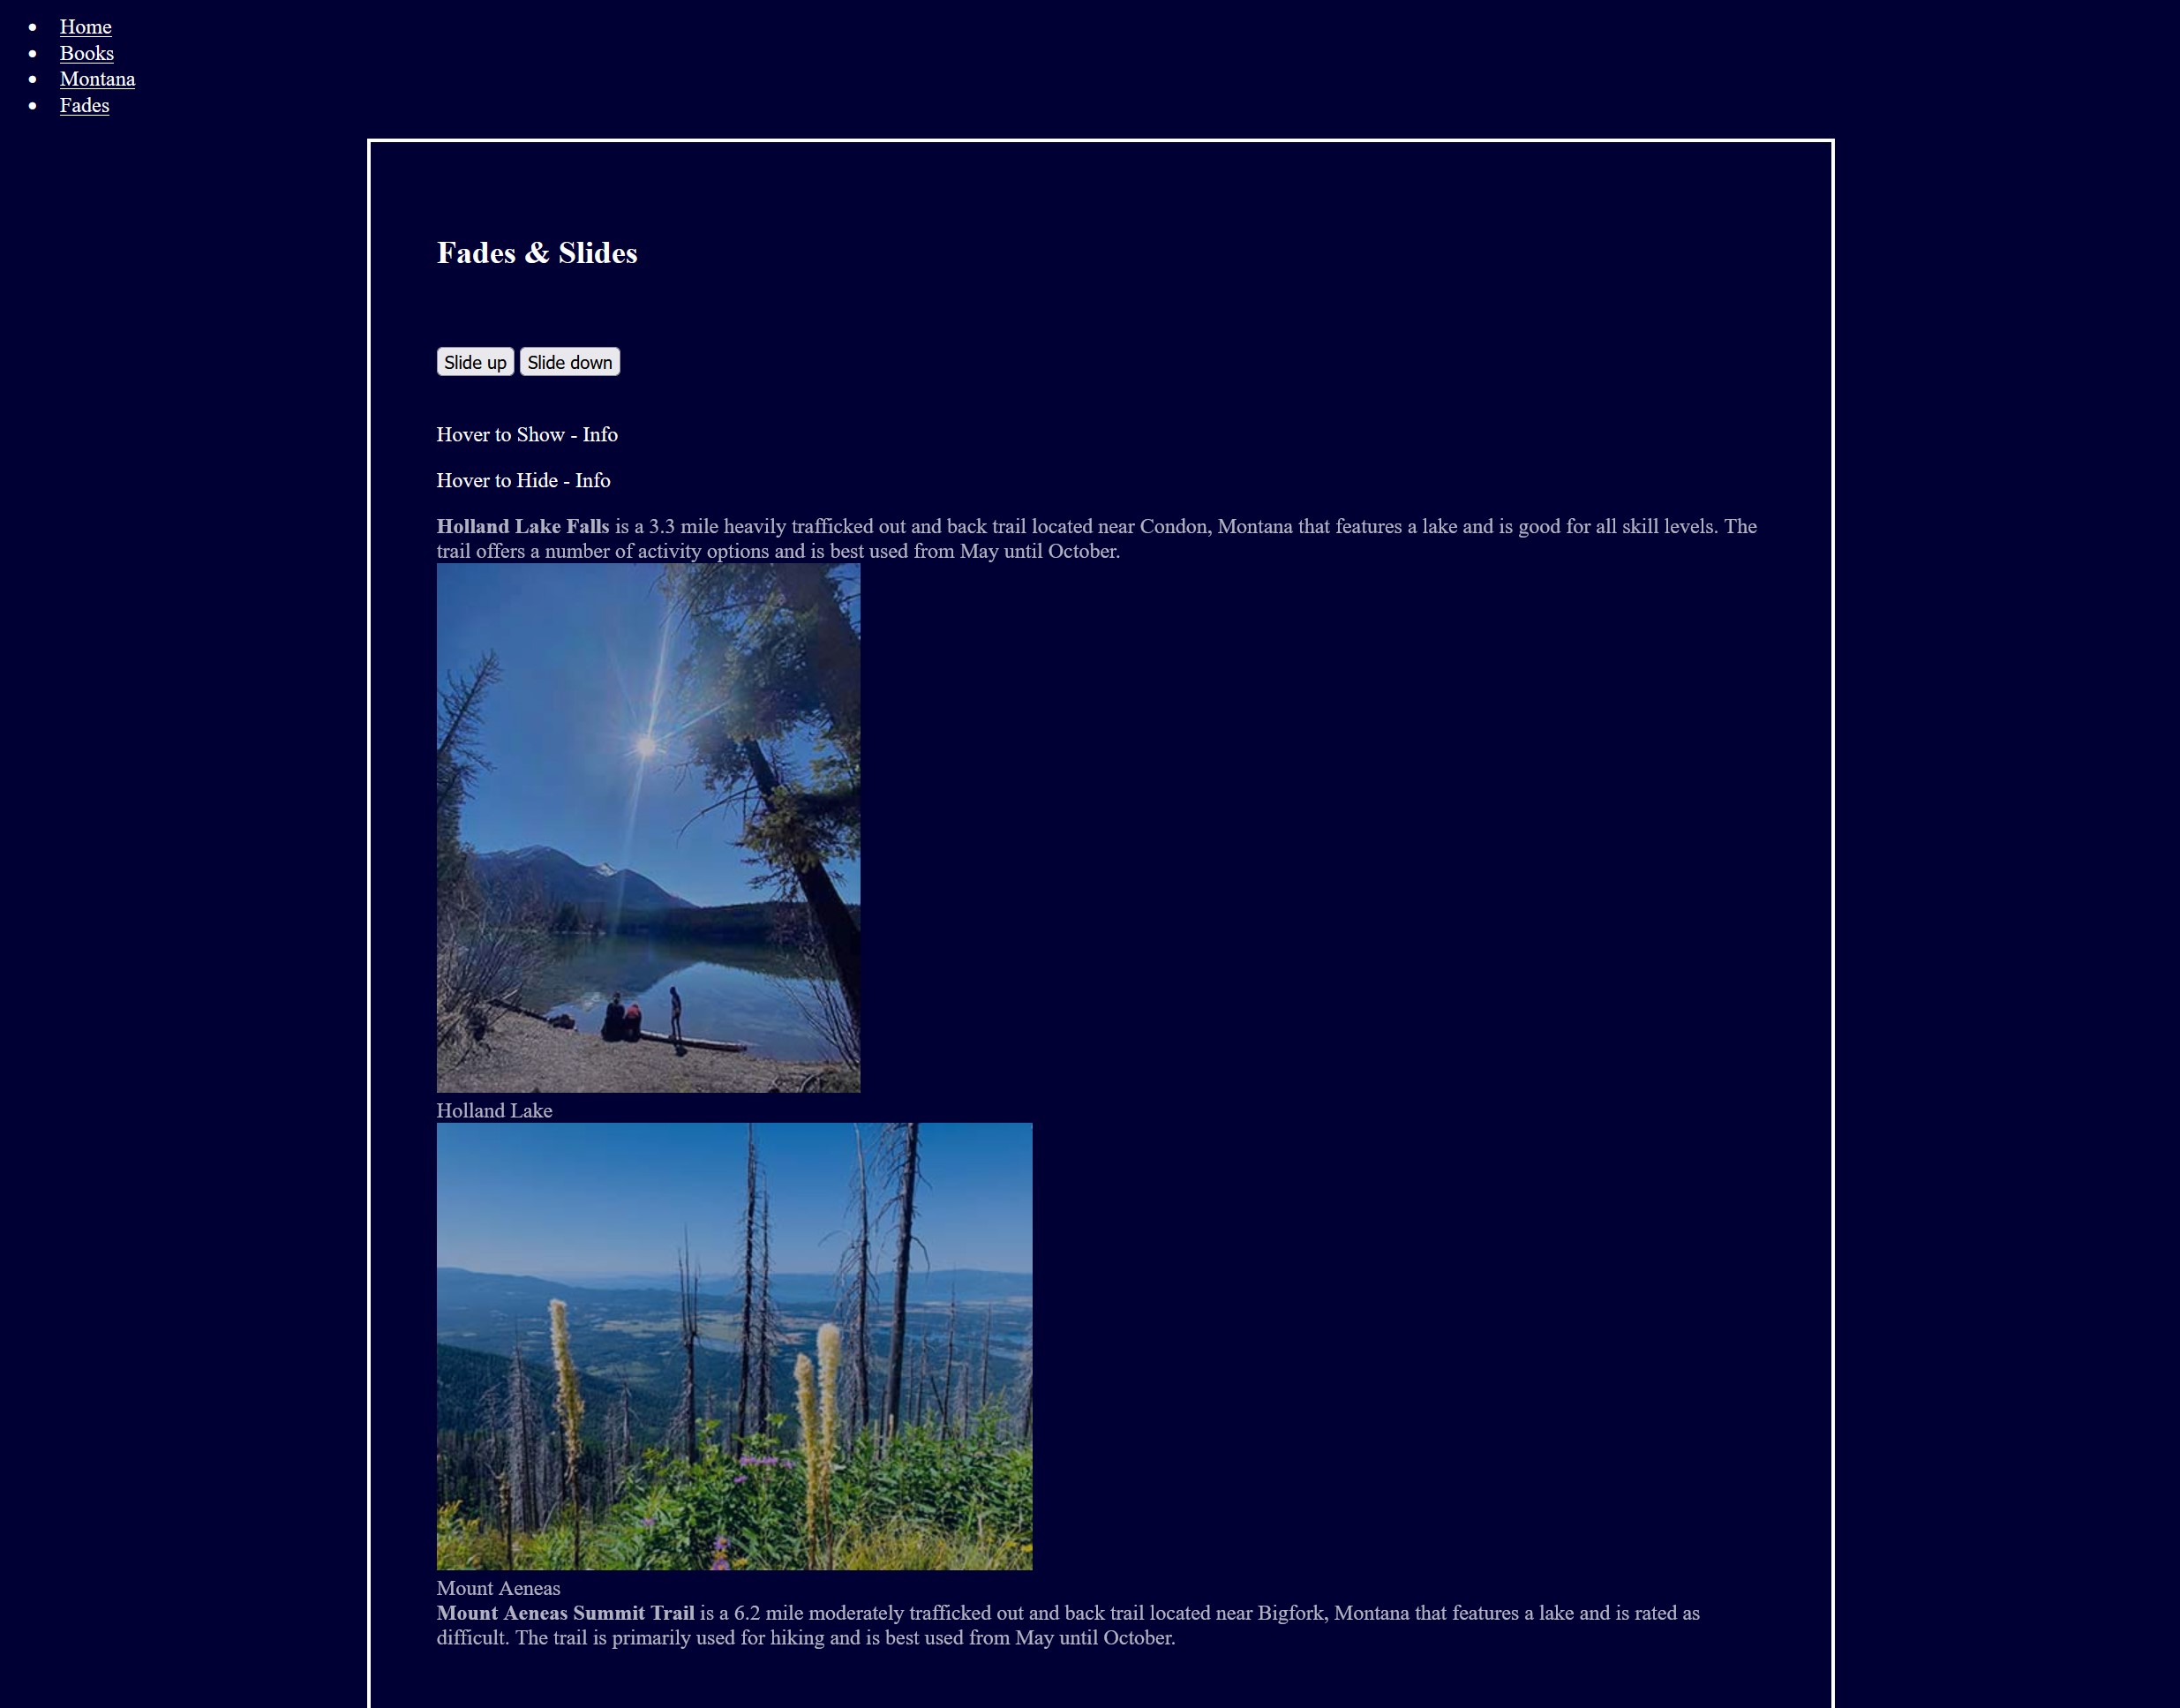 Home
Books
Montana
Fades
Fades & Slides
Slide up Slide down
Hover to Show - Info
Hover to Hide - Info
Holland Lake Falls is a 3.3 mile heavily trafficked out and back trail located near Condon, Montana that features a lake and is good for all skill levels. The
trail offers a number of activity options and is best used from May until October.
Holland Lake
Mount Aeneas
Mount Aeneas Summit Trail is a 6.2 mile moderately trafficked out and back trail located near Bigfork, Montana that features a lake and is rated as
difficult. The trail is primarily used for hiking and is best used from May until October.